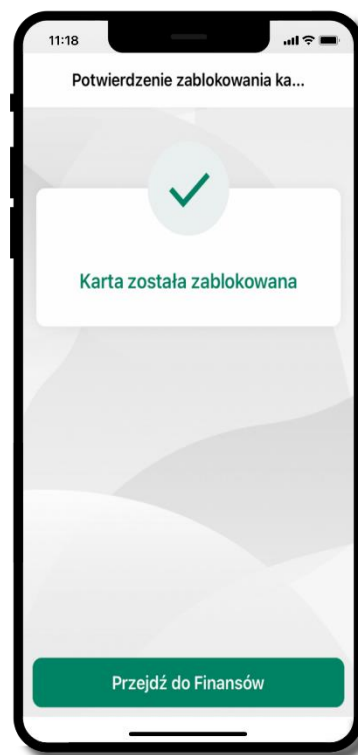 11:18
Potwierdzenie zablokowania ka...
Karta została zablokowana
Przejdź do Finansów